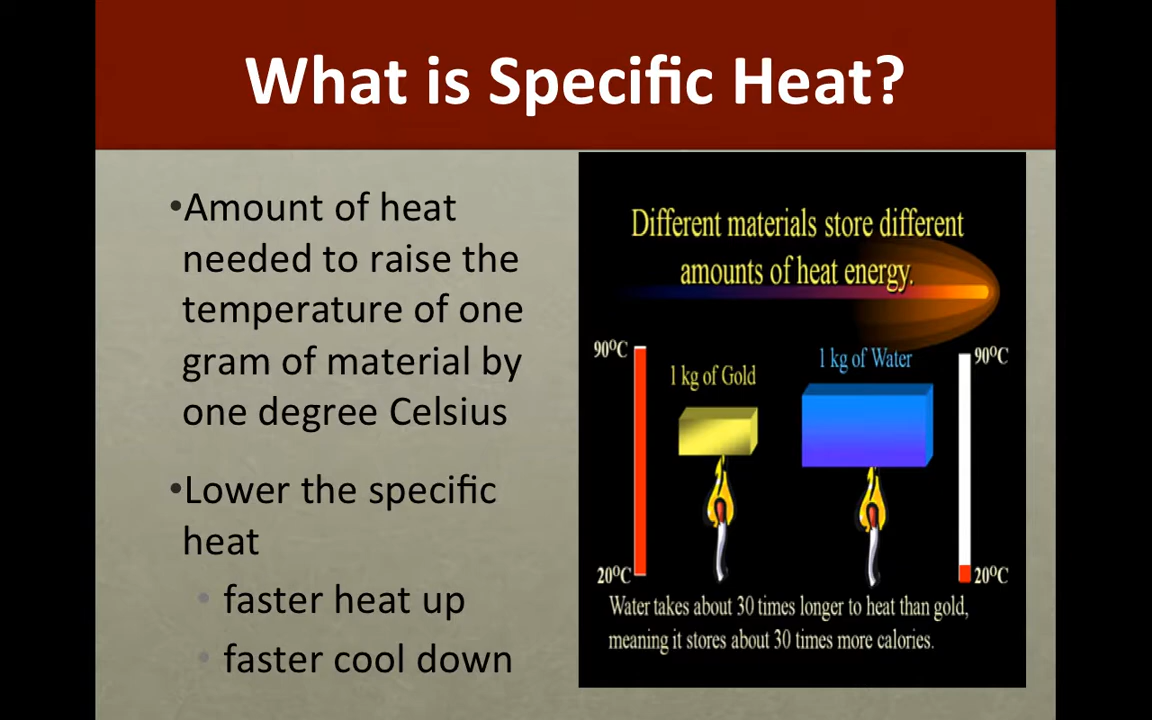 What is Specific Heat?
•Amount of heat
needed to raise the
temperature of one
gram of material by
one degree Celsius
•Lower the specific
heat
• faster heat up
• faster cool down
Different materials store different
amounts of heat energy.
90°C
1 kg of Gold
1 kg of Water
90°C
20°C
20°C
Water takes about 30 times longer to heat than gold,
meaning it stores about 30 times more calories.